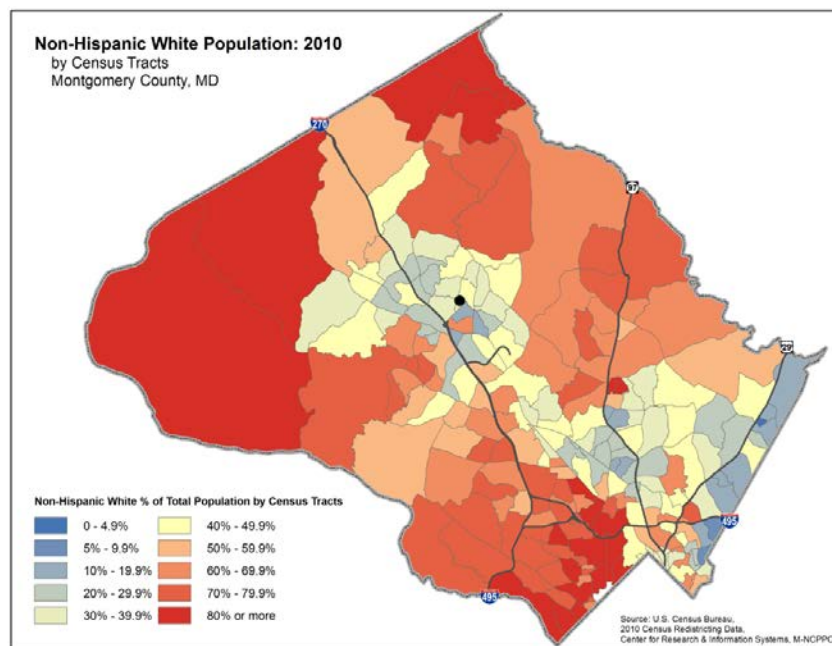 Non-Hispanic White Population: 2010
by Census Tracts
Montgomery County, MD
270
97
29
495
495
Non-Hispanic White % of Total Population by Census Tracts
0 - 4.9%
5% - 9.9%
10% - 19.9%
20% - 29.9%
30% - 39.9%
40% - 49.9%
50% - 59.9%
60% - 69.9%
70% - 79.9%
80% or more
Source: U.S. Census Bureau,
2010 Census Redistricting Data,
Center for Research & Information Systems, M-NCPPC